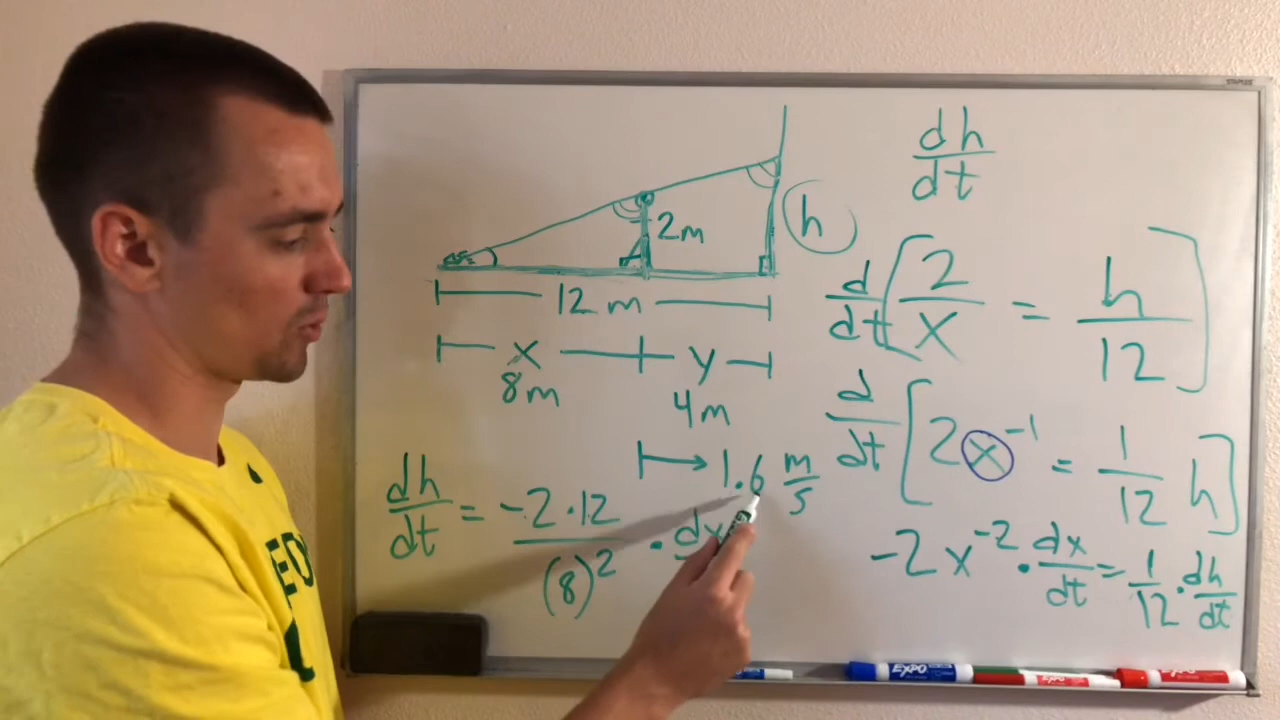 dh
dt
2m
h
12 m
x
y
8m
4m
d/dt [2/x = h/12]
1.6 m/s
d/dt [2x⁻¹ = 1/12 h]
dh/dt = -2·12/(8)² · dx
-2x⁻² · dx/dt = 1/12 · dh/dt
EXPO
EXPO
STAPLES